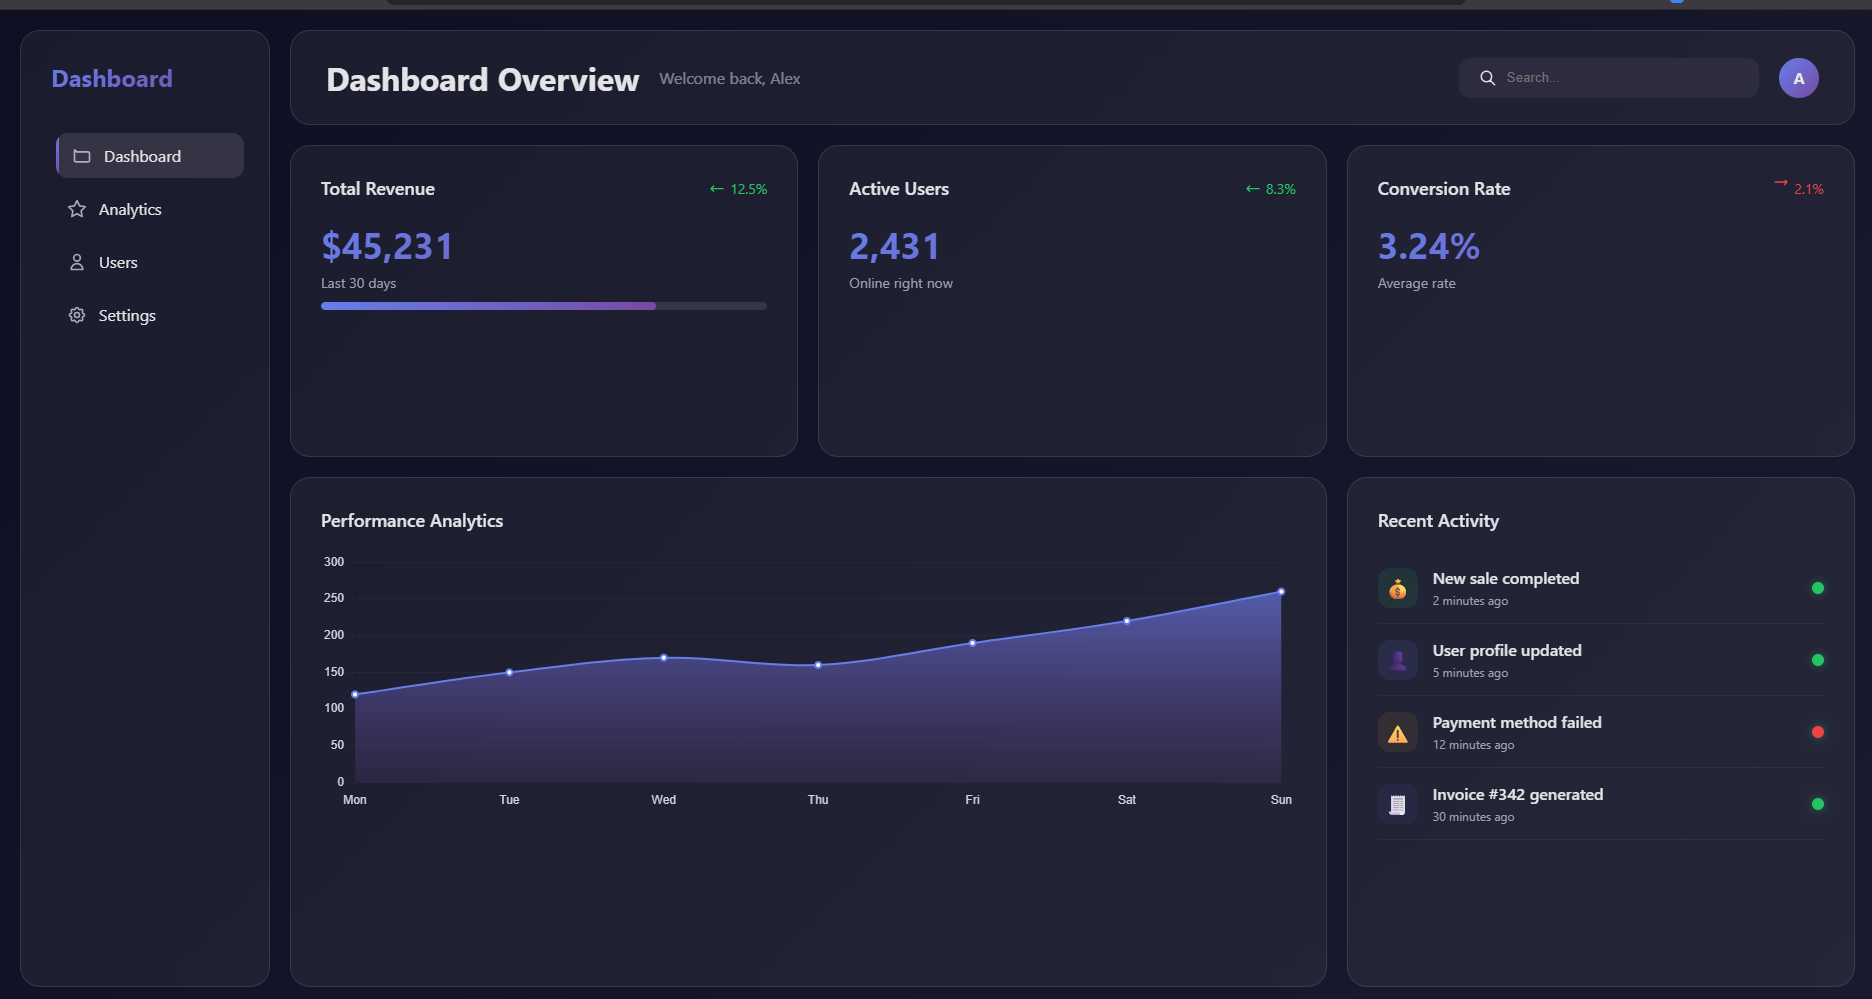 Dashboard
Dashboard
Analytics
Users
Settings
Dashboard Overview
Welcome back, Alex
Search...
A
Total Revenue
← 12.5%
$45,231
Last 30 days
Active Users
← 8.3%
2,431
Online right now
Conversion Rate
→ 2.1%
3.24%
Average rate
Performance Analytics
300
250
200
150
100
50
0
Mon Tue Wed Thu Fri Sat Sun
Recent Activity
New sale completed
2 minutes ago
User profile updated
5 minutes ago
Payment method failed
12 minutes ago
Invoice #342 generated
30 minutes ago